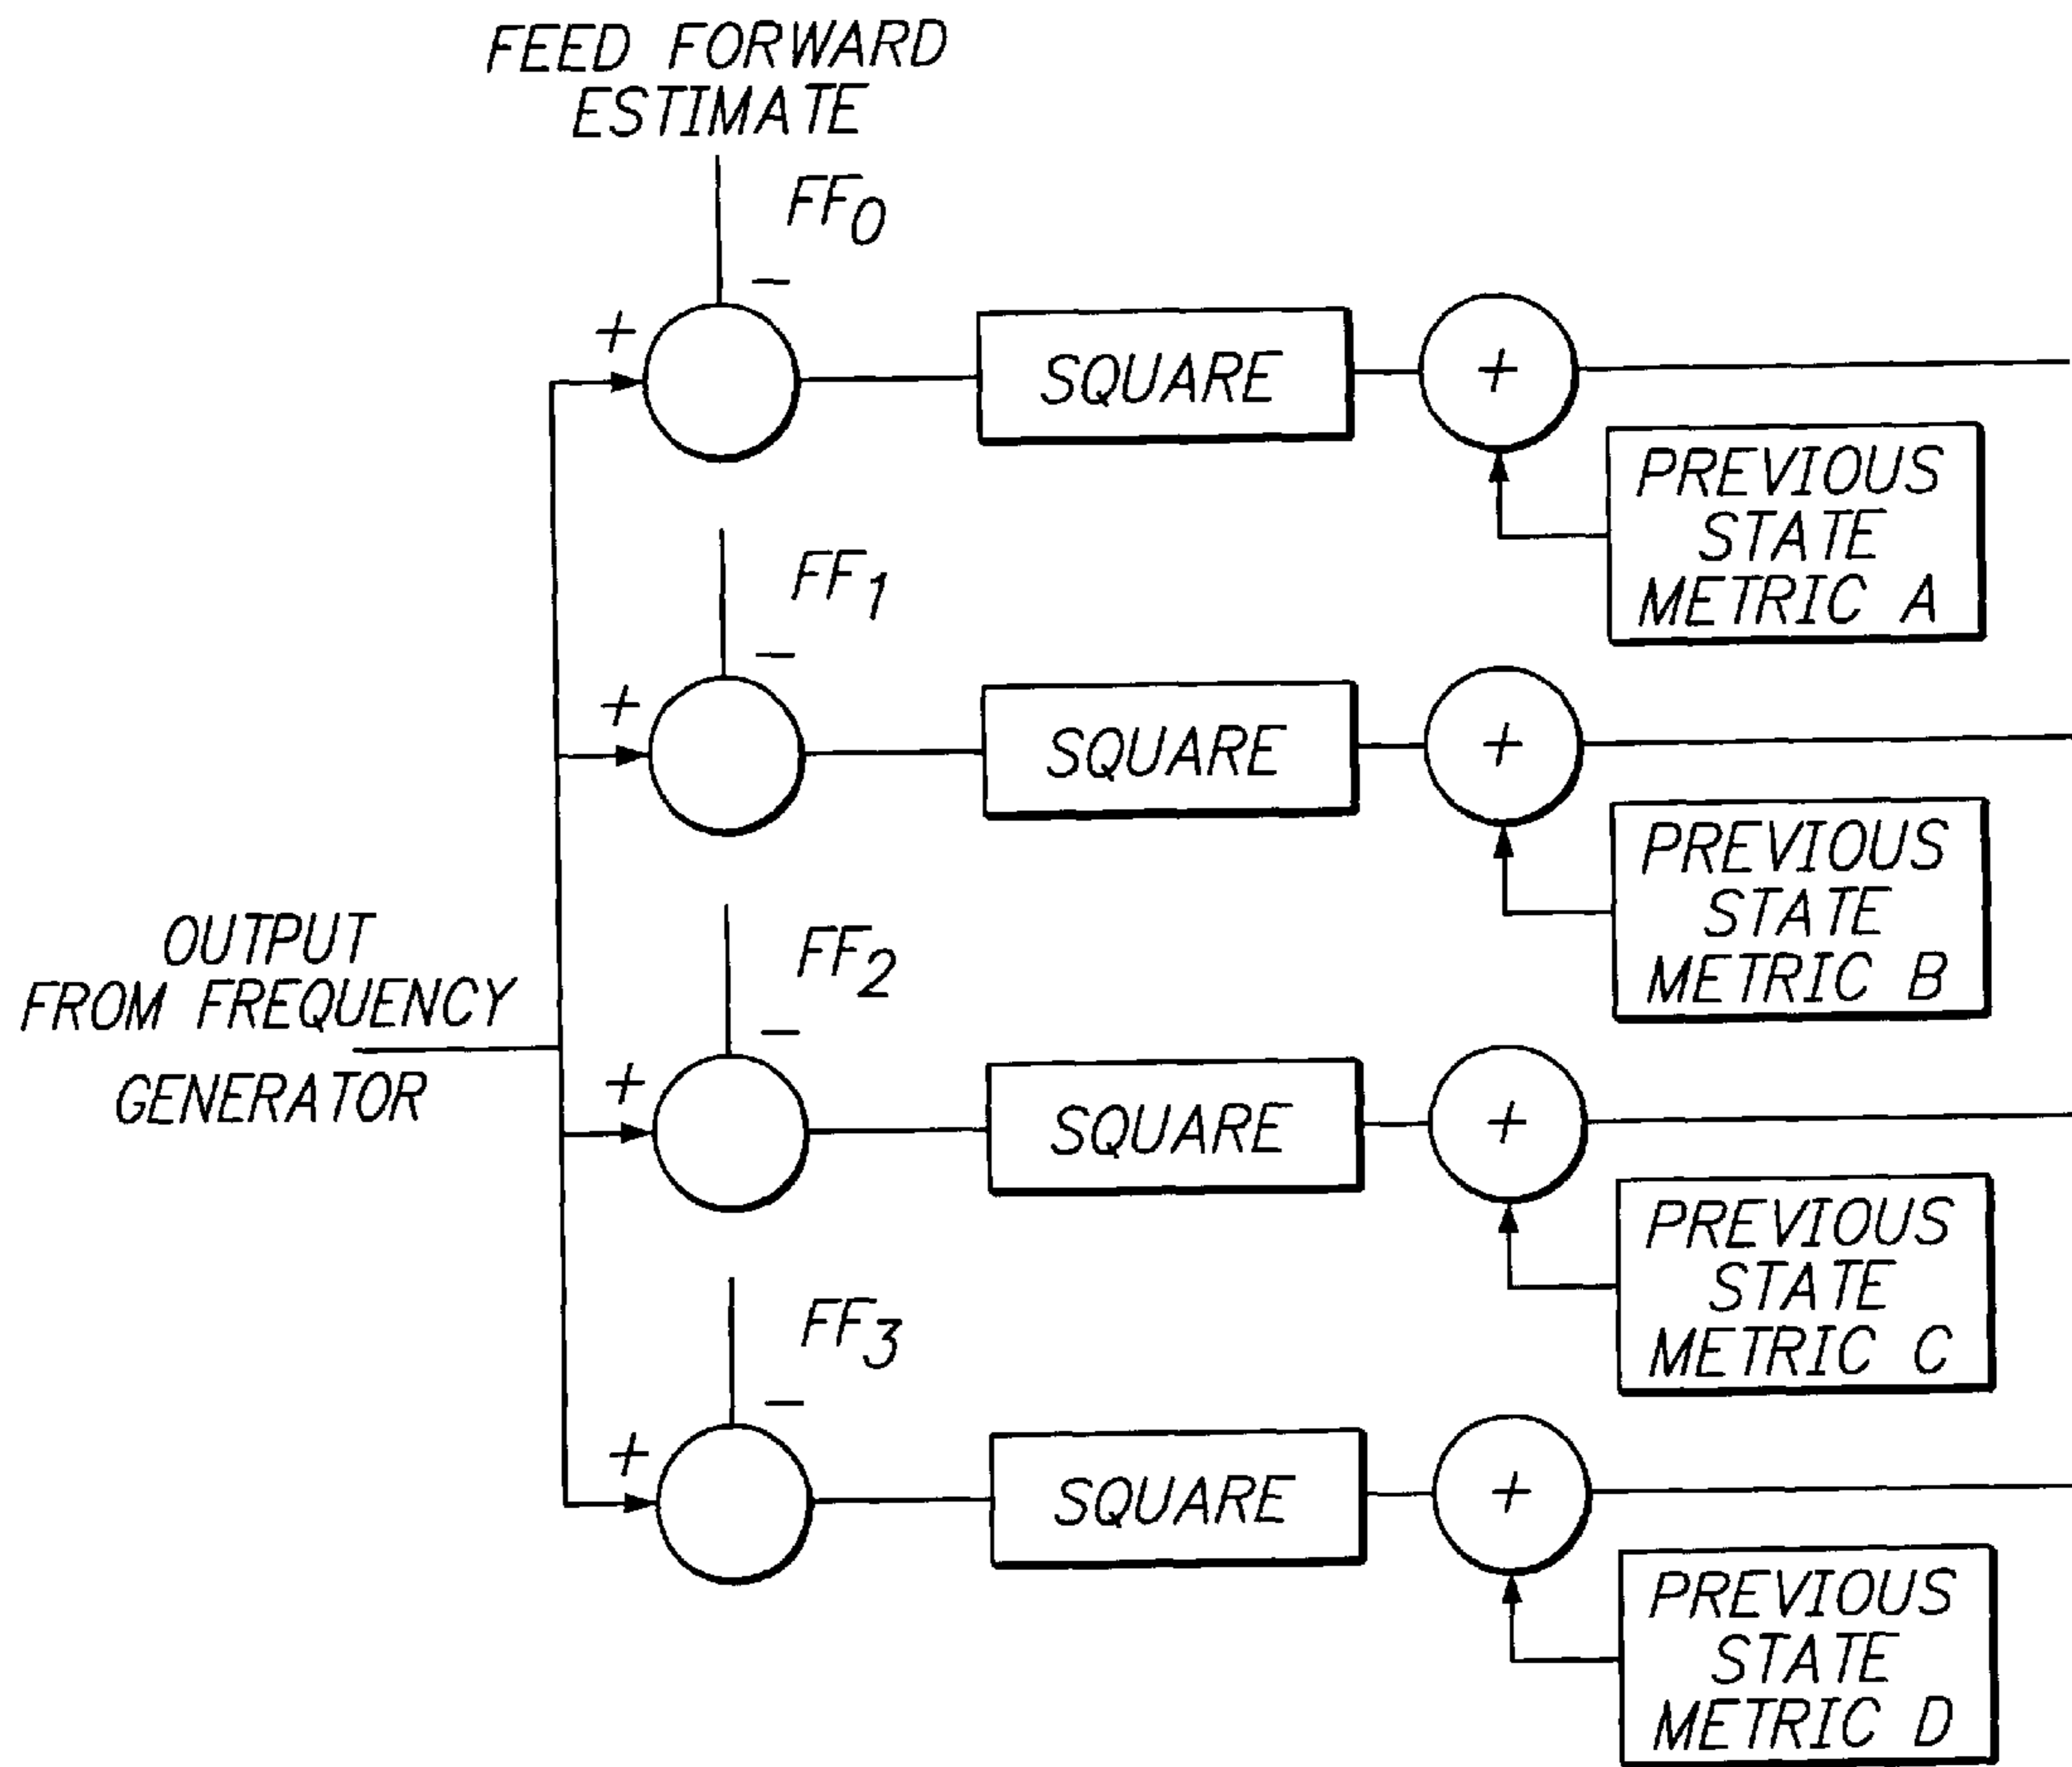 FEED FORWARD
ESTIMATE
FF0
−
+
SQUARE
+
PREVIOUS
STATE
METRIC A
FF1
−
+
SQUARE
+
PREVIOUS
STATE
METRIC B
OUTPUT
FROM FREQUENCY
GENERATOR
FF2
−
+
SQUARE
+
PREVIOUS
STATE
METRIC C
FF3
−
+
SQUARE
+
PREVIOUS
STATE
METRIC D